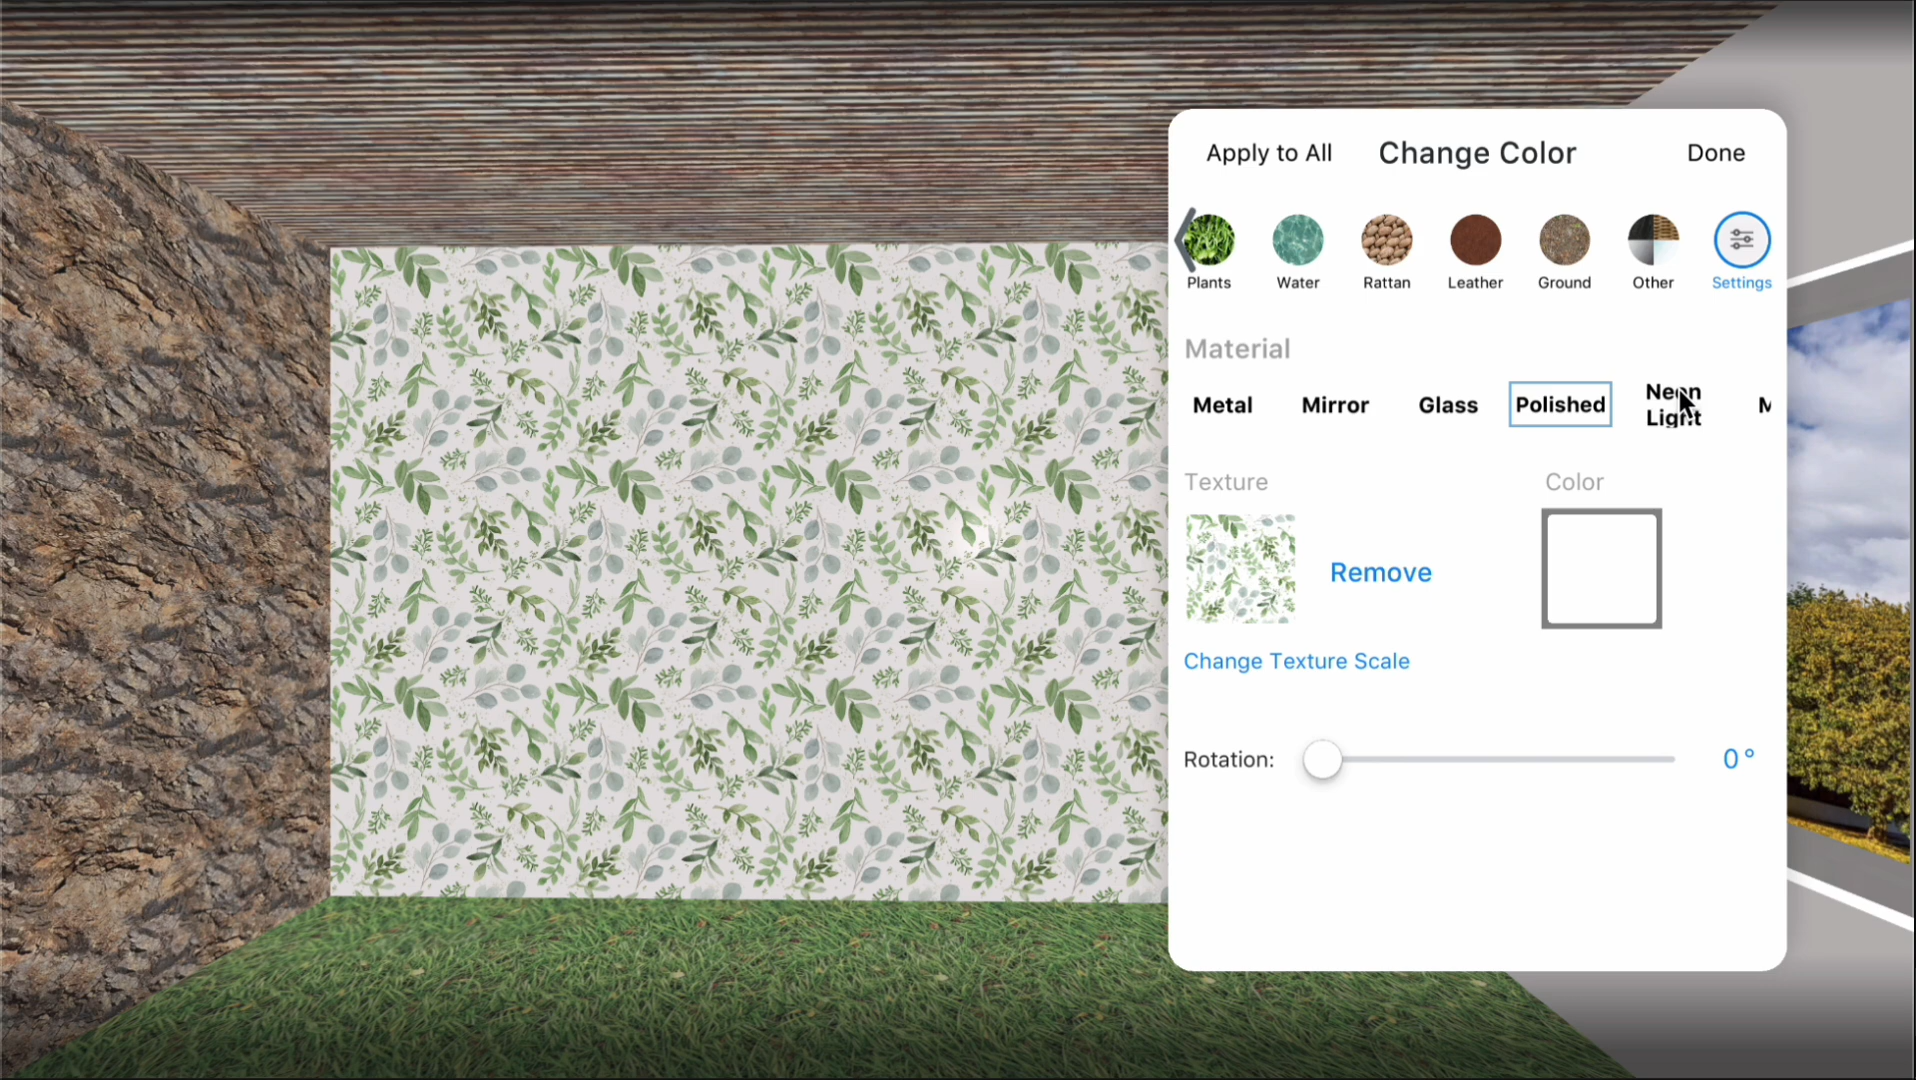 Apply to All Change Color Done
Plants Water Rattan Leather Ground Other Settings
Material
Metal Mirror Glass Polished Neon Light M
Texture Color
Remove
Change Texture Scale
Rotation: 0°